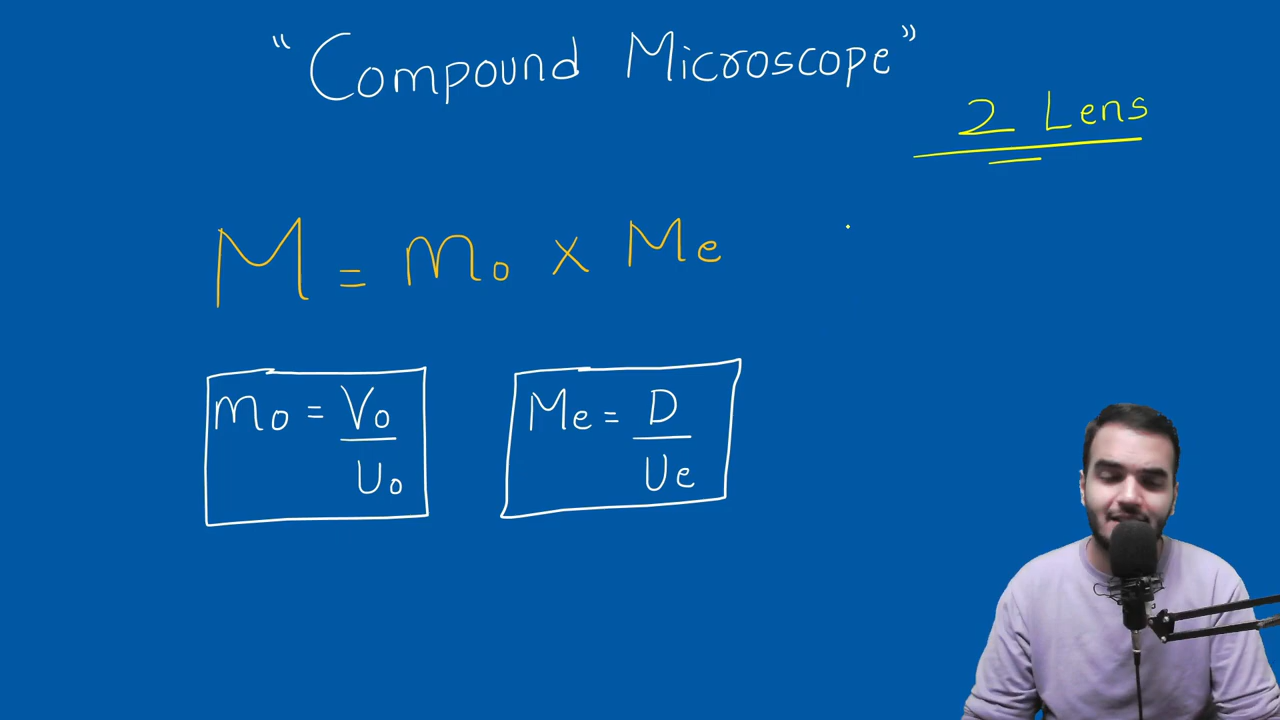 “Compound Microscope”
2 Lens
M = mo x Me
mo = Vo / Uo
Me = D / Ue